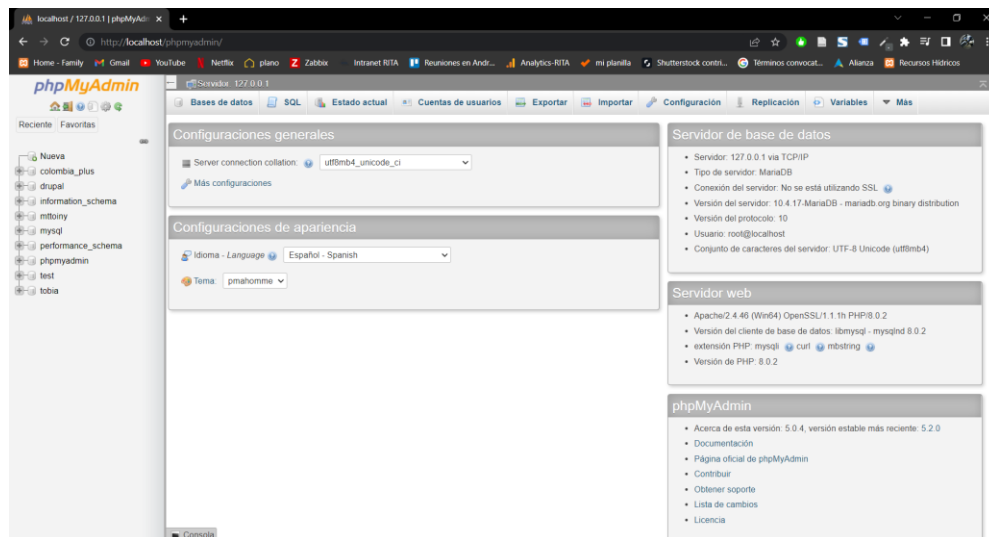 localhost / 127.0.0.1 | phpMyAd
http://localhost/phpmyadmin/
Home - Family Gmail YouTube Netflix plano Zabbix Intranet RITA Reuniones en Andr... Analytics-RITA mi planilla Shutterstock contri... Términos convocat... Alianza Recursos Hídricos
phpMyAdmin
Reciente Favoritas
Nueva
colombia_plus
drupal
information_schema
mttoiny
mysql
performance_schema
phpmyadmin
test
tobia
Servidor: 127.0.0.1
Bases de datos SQL Estado actual Cuentas de usuarios Exportar Importar Configuración Replicación Variables Más
Configuraciones generales
Server connection collation: utf8mb4_unicode_ci
Más configuraciones
Configuraciones de apariencia
Idioma - Language Español - Spanish
Tema: pmahomme
Servidor de base de datos
Servidor: 127.0.0.1 via TCP/IP
Tipo de servidor: MariaDB
Conexión del servidor: No se está utilizando SSL
Versión del servidor: 10.4.17-MariaDB - mariadb.org binary distribution
Versión del protocolo: 10
Usuario: root@localhost
Conjunto de caracteres del servidor: UTF-8 Unicode (utf8mb4)
Servidor web
Apache/2.4.46 (Win64) OpenSSL/1.1.1h PHP/8.0.2
Versión del cliente de base de datos: libmysql - mysqlnd 8.0.2
extensión PHP: mysqli curl mbstring
Versión de PHP: 8.0.2
phpMyAdmin
Acerca de esta versión: 5.0.4, versión estable más reciente: 5.2.0
Documentación
Página oficial de phpMyAdmin
Contribuir
Obtener soporte
Lista de cambios
Licencia
Consola